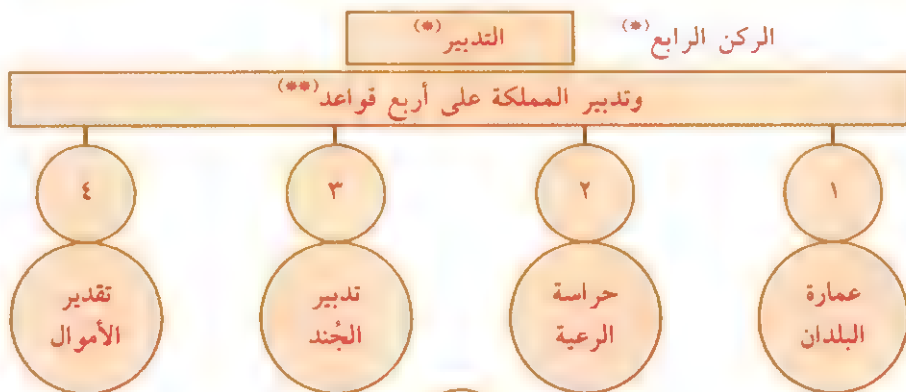 الركن الرابع(*) التدبير(*)
وتدبير المملكة على أربع قواعد(**)
١ ٢ ٣ ٤
عمارة
البلدان
حراسة
الرعية
تدبير
الجُند
تقدير
الأموال